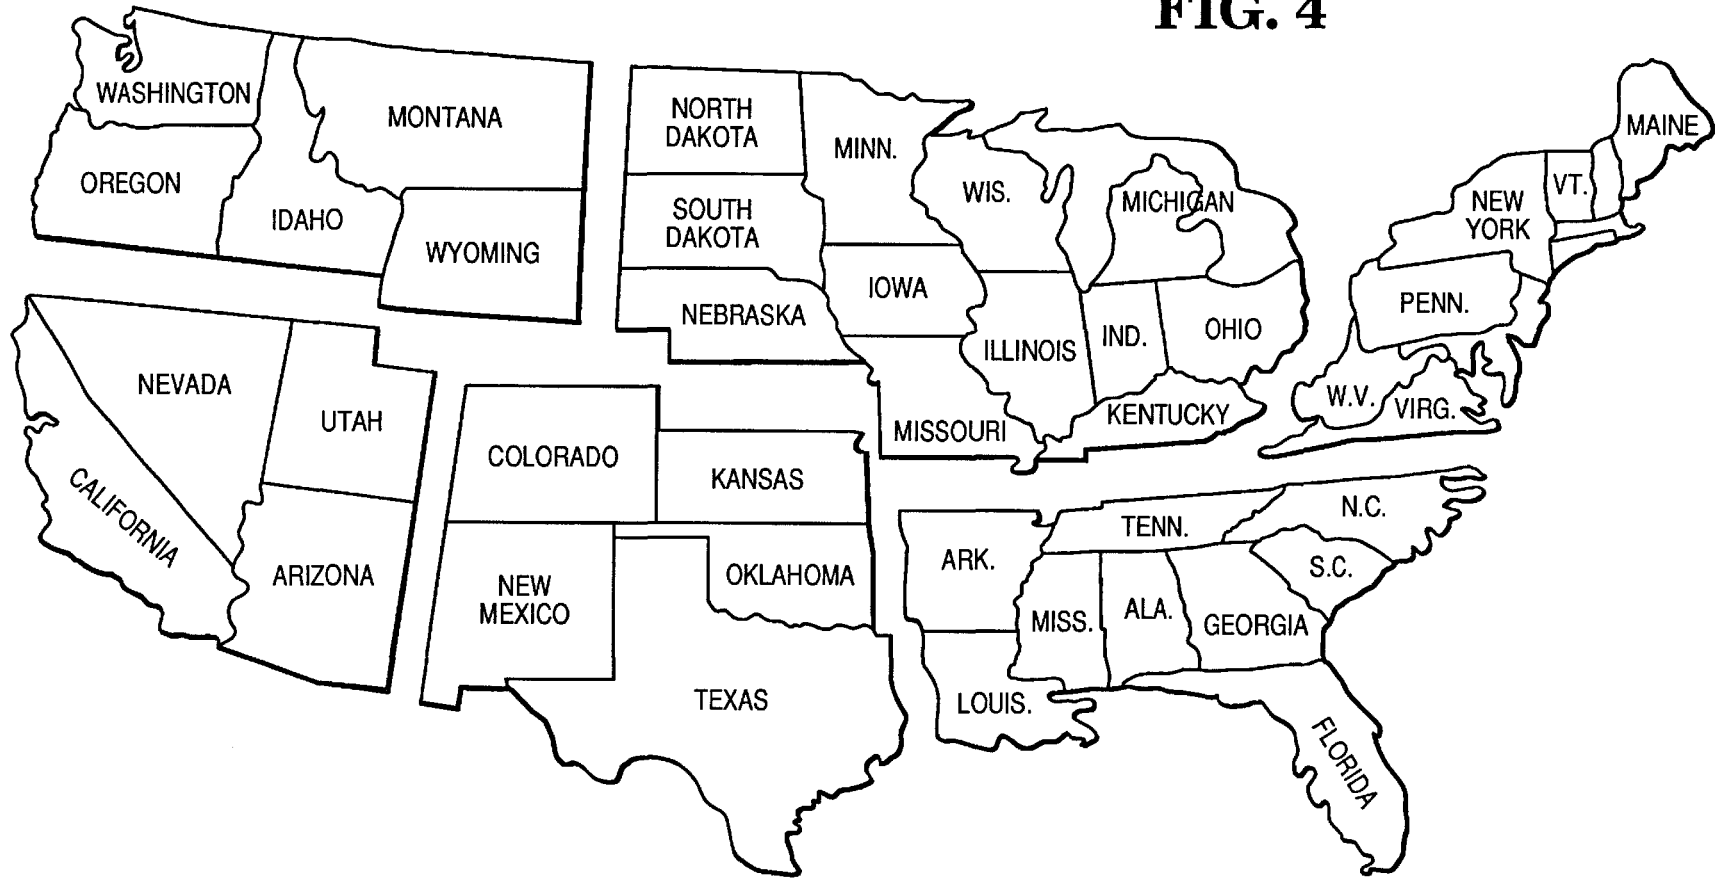 FIG. 4
WASHINGTON
MONTANA
OREGON
IDAHO
WYOMING
NORTH
DAKOTA
SOUTH
DAKOTA
NEBRASKA
MINN.
IOWA
WIS.
MICHIGAN
ILLINOIS
IND.
OHIO
MISSOURI
KENTUCKY
MAINE
VT.
NEW
YORK
PENN.
W.V.
VIRG.
NEVADA
UTAH
CALIFORNIA
ARIZONA
COLORADO
KANSAS
NEW
MEXICO
OKLAHOMA
TEXAS
ARK.
LOUIS.
TENN.
N.C.
S.C.
MISS.
ALA.
GEORGIA
FLORIDA